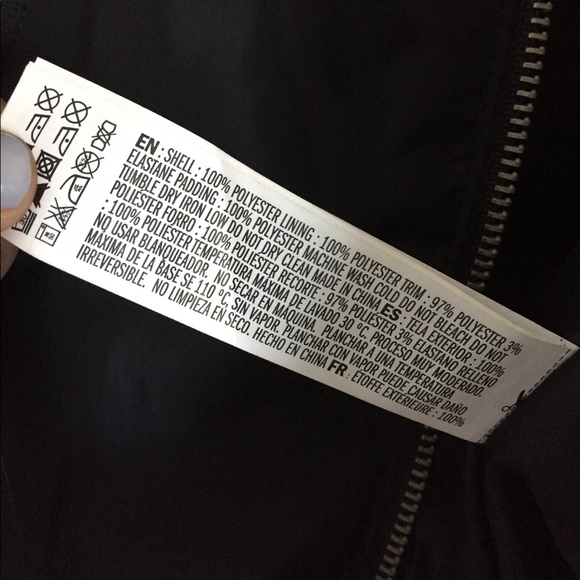 EN : SHELL : 100% POLYESTER LINING : 100% POLYESTER TRIM : 97% POLYESTER 3%
ELASTANE PADDING : 100% POLYESTER MACHINE WASH COLD DO NOT BLEACH DO NOT
TUMBLE DRY IRON LOW DO NOT DRY CLEAN MADE IN CHINA ES : TELA EXTERIOR : 100%
POLIESTER FORRO : 100% POLIESTER RECORTE : 97% POLIESTER 3% ELASTANO RELLENO
: 100% POLIESTER TEMPERATURA MAXIMA DE LAVADO 30 ºC. PROCESO MUY MODERADO.
NO USAR BLANQUEADOR. NO SECAR EN MAQUINA. PLANCHAR A UNA TEMPERATURA
MAXIMA DE LA BASE SE 110 ºC, SIN VAPOR. PLANCHAR CON VAPOR PUEDE CAUSAR DAÑO
IRREVERSIBLE. NO LIMPIEZA EN SECO. HECHO EN CHINA FR : ETOFFE EXTERIEURE : 100%